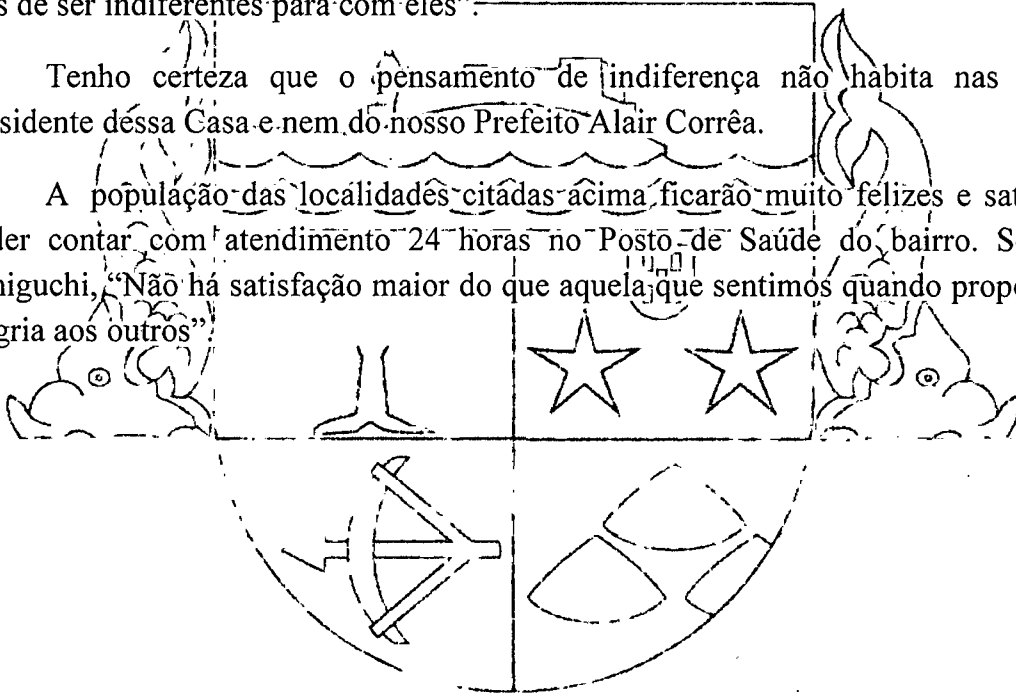 s de ser indiferentes para com eles".
Tenho certeza que o pensamento de indiferença não habita nas
sidente dessa Casa e nem do nosso Prefeito Alair Corrêa.
A população das localidades citadas acima ficarão muito felizes e sat
der contar com atendimento 24 horas no Posto de Saúde do bairro. S
niguchi, "Não há satisfação maior do que aquela que sentimos quando prop
gria aos outros".